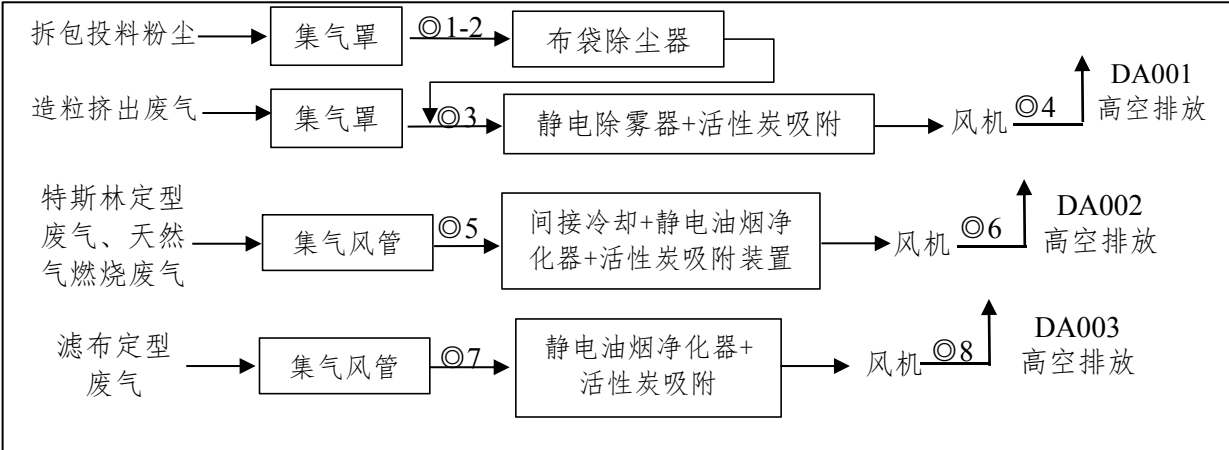 拆包投料粉尘
集气罩
◎1-2
布袋除尘器
造粒挤出废气
集气罩
◎3
静电除雾器+活性炭吸附
风机
◎4
DA001
高空排放
特斯林定型
废气、天然
气燃烧废气
集气风管
◎5
间接冷却+静电油烟净
化器+活性炭吸附装置
风机
◎6
DA002
高空排放
滤布定型
废气
集气风管
◎7
静电油烟净化器+
活性炭吸附
风机
◎8
DA003
高空排放